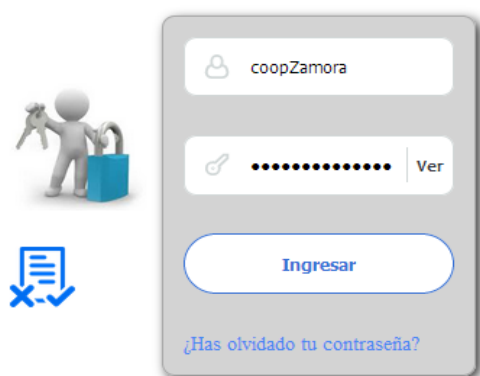 coopZamora
•••••••••••••• Ver
Ingresar
¿Has olvidado tu contraseña?